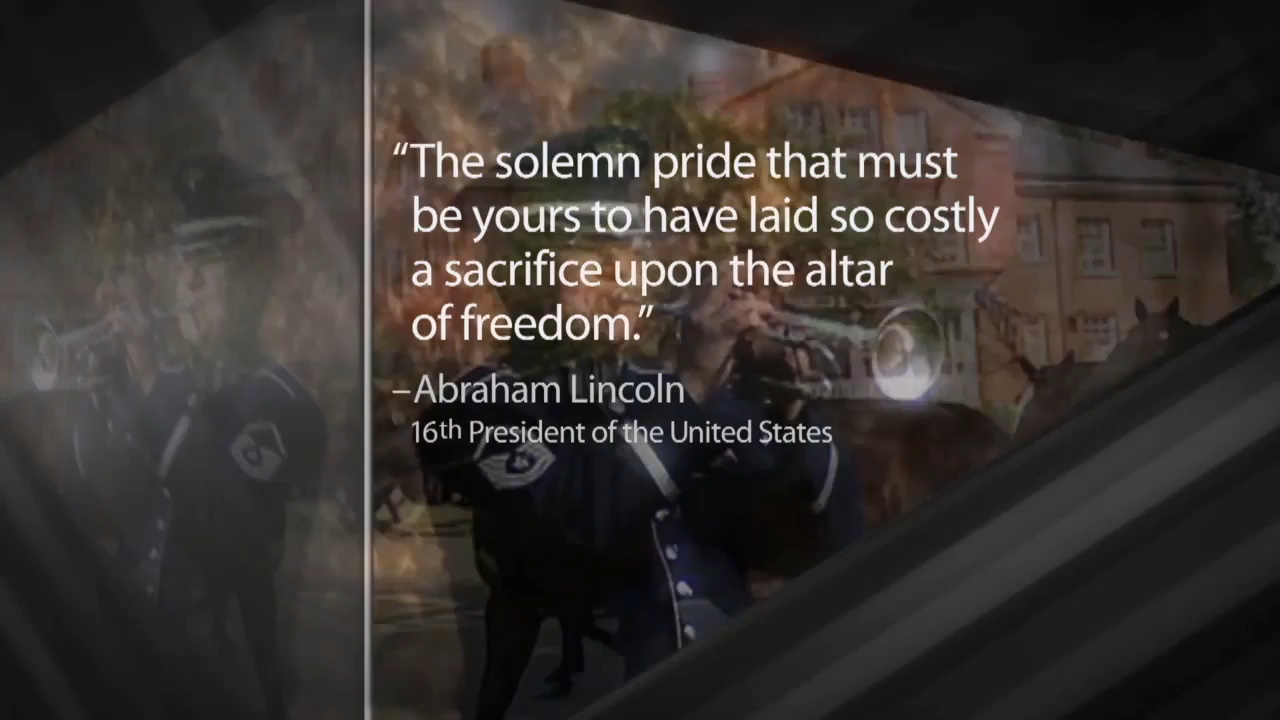 “The solemn pride that must
be yours to have laid so costly
a sacrifice upon the altar
of freedom.”
–Abraham Lincoln
16th President of the United States